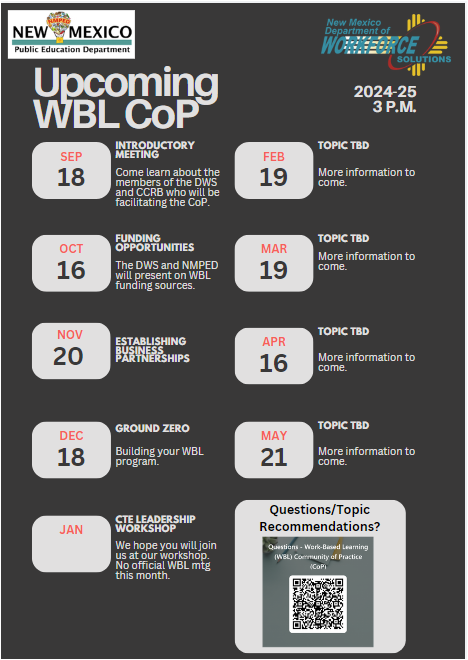 NMPED
NEW MEXICO
Public Education Department
New Mexico
Department of
WORKFORCE
SOLUTIONS
Upcoming
WBL CoP
2024-25
3 P.M.
SEP
18
INTRODUCTORY
MEETING
Come learn about the
members of the DWS
and CCRB who will be
facilitating the CoP.
OCT
16
FUNDING
OPPORTUNITIES
The DWS and NMPED
will present on WBL
funding sources.
NOV
20
ESTABLISHING
BUSINESS
PARTNERSHIPS
DEC
18
GROUND ZERO
Building your WBL
program.
JAN
CTE LEADERSHIP
WORKSHOP
We hope you will join
us at our workshop.
No official WBL mtg
this month.
FEB
19
TOPIC TBD
More information to
come.
MAR
19
TOPIC TBD
More information to
come.
APR
16
TOPIC TBD
More information to
come.
MAY
21
TOPIC TBD
More information to
come.
Questions/Topic
Recommendations?
Questions - Work-Based Learning
(WBL) Community of Practice
(CoP)